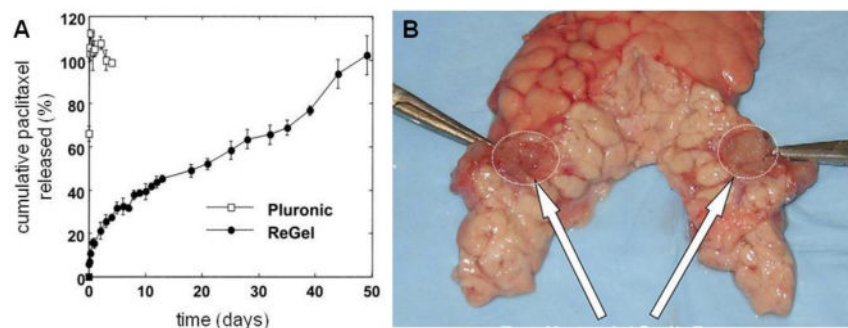 A
cumulative paclitaxel
released (%)
120
100
80
60
40
20
0
Pluronic
ReGel
0
10
20
30
40
50
time (days)
B